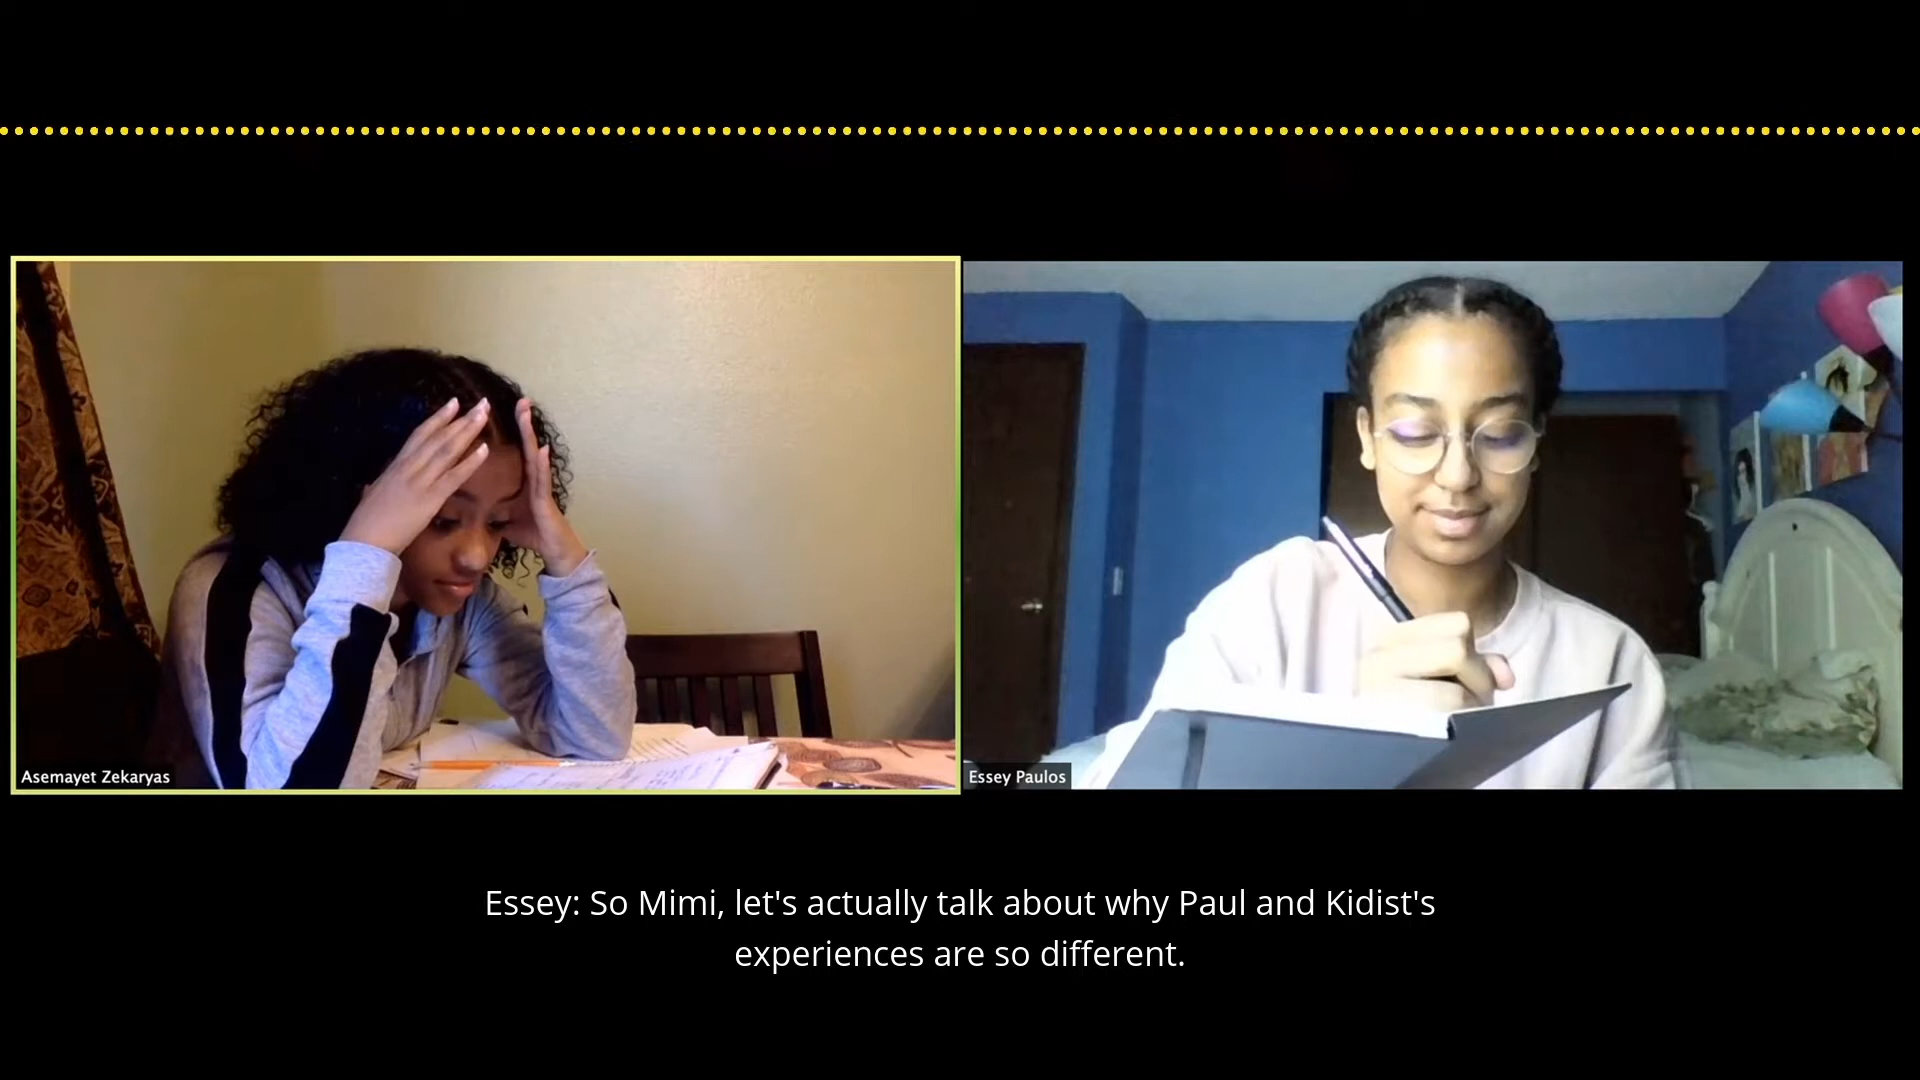 Asemayet Zekaryas
Essey Paulos
Essey: So Mimi, let's actually talk about why Paul and Kidist's
experiences are so different.